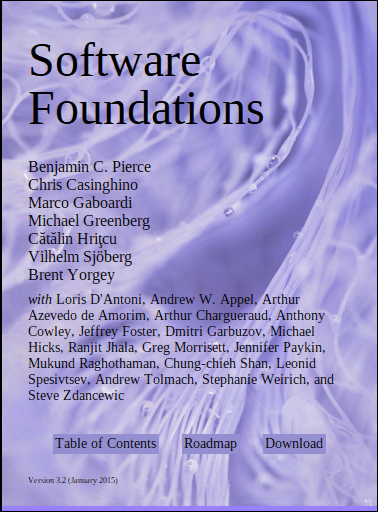 Software
Foundations
Benjamin C. Pierce
Chris Casinghino
Marco Gaboardi
Michael Greenberg
Cătălin Hriţcu
Vilhelm Sjöberg
Brent Yorgey
with Loris D'Antoni, Andrew W. Appel, Arthur
Azevedo de Amorim, Arthur Chargueraud, Anthony
Cowley, Jeffrey Foster, Dmitri Garbuzov, Michael
Hicks, Ranjit Jhala, Greg Morrisett, Jennifer Paykin,
Mukund Raghothaman, Chung-chieh Shan, Leonid
Spesivtsev, Andrew Tolmach, Stephanie Weirich, and
Steve Zdancewic
Table of Contents Roadmap Download
Version 3.2 (January 2015)